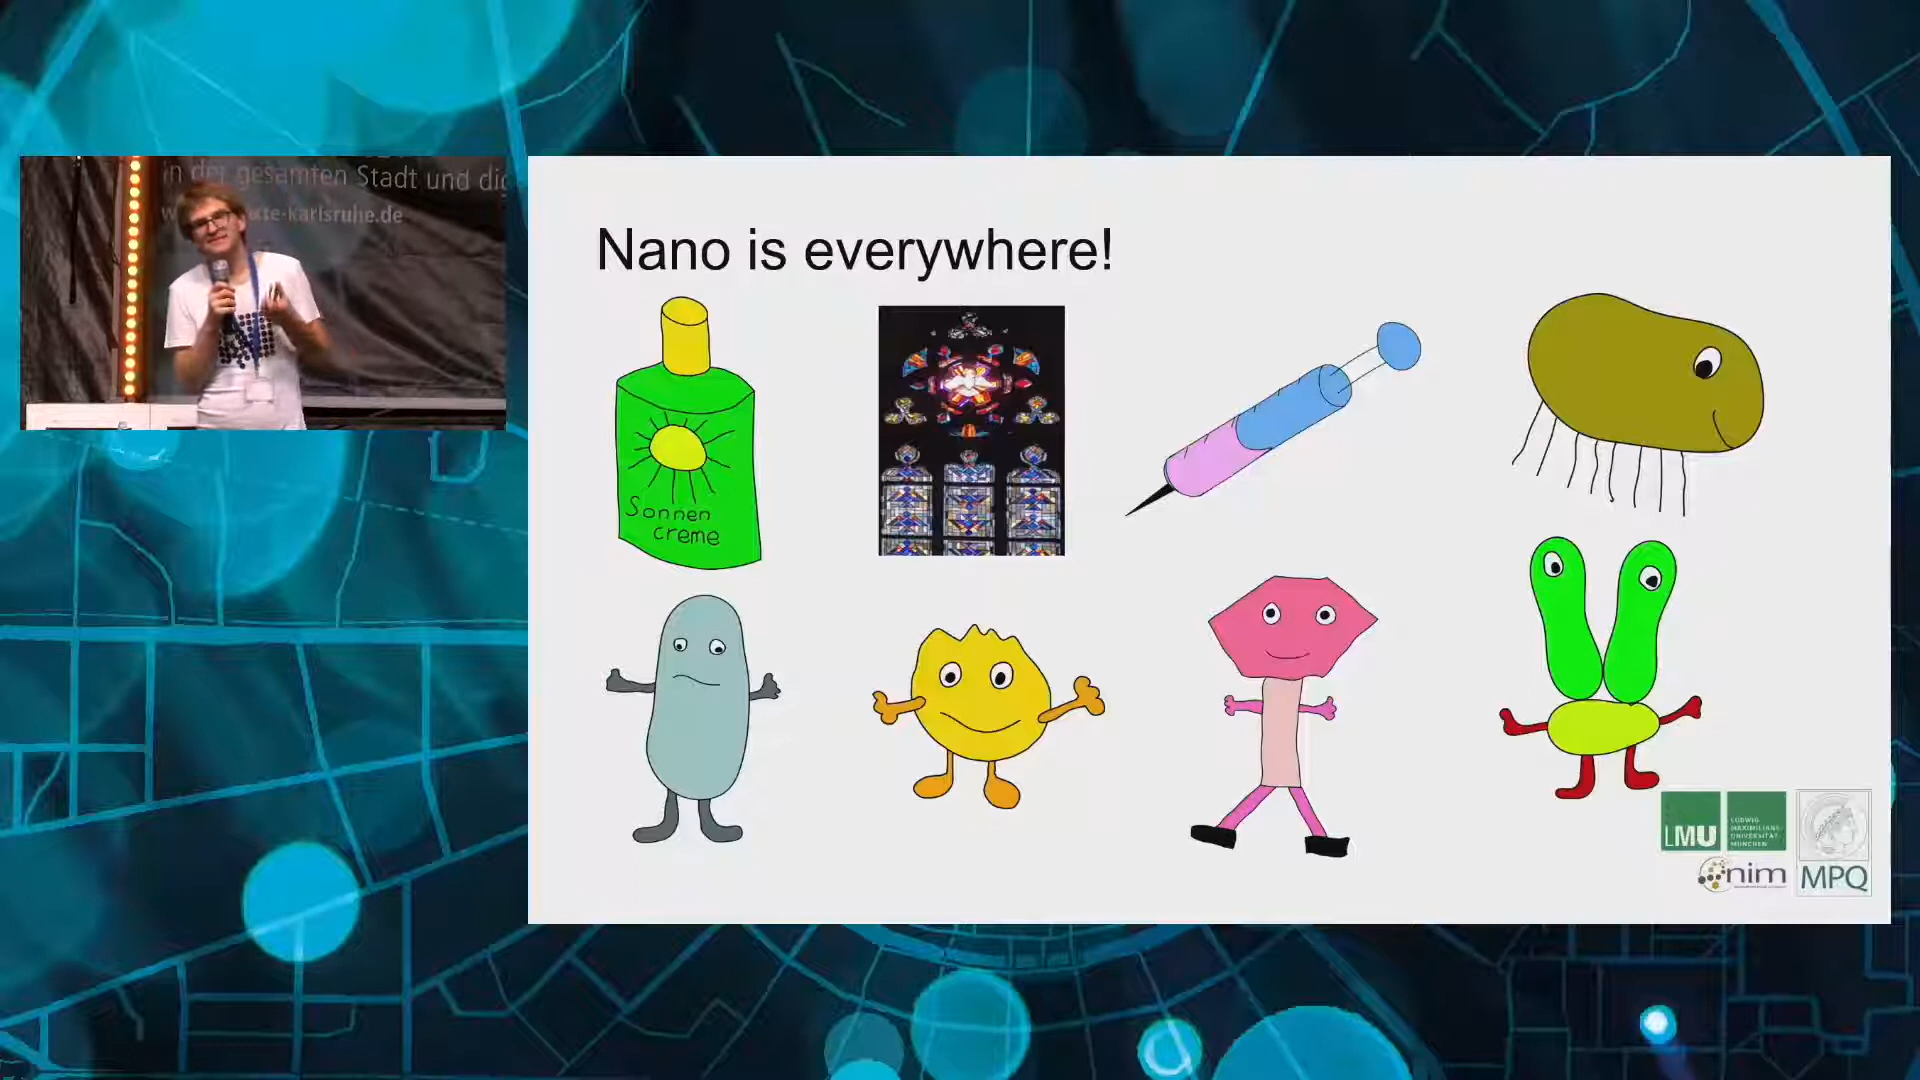 in der gesamten Stadt und di
kte-karlsruhe.de
Nano is everywhere!
Sonnen
creme
LMU
LUDWIG
MAXIMILIANS
UNIVERSITÄT
MÜNCHEN
nim
MPQ